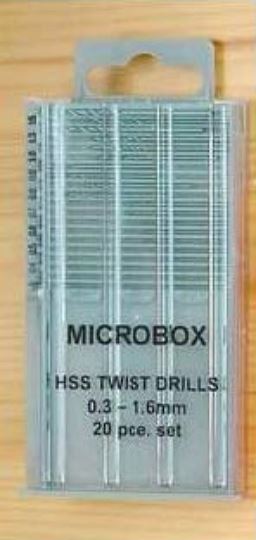 MICROBOX
HSS TWIST DRILLS
0.3 - 1.6mm
20 pce. set